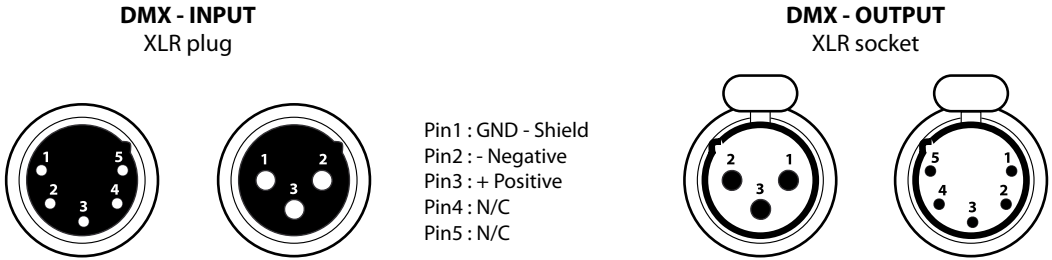 DMX - INPUT
XLR plug
DMX - OUTPUT
XLR socket
1 5
2 4
3
1 2
3
Pin1 : GND - Shield
Pin2 : - Negative
Pin3 : + Positive
Pin4 : N/C
Pin5 : N/C
2 1
3
5 1
4 2
3